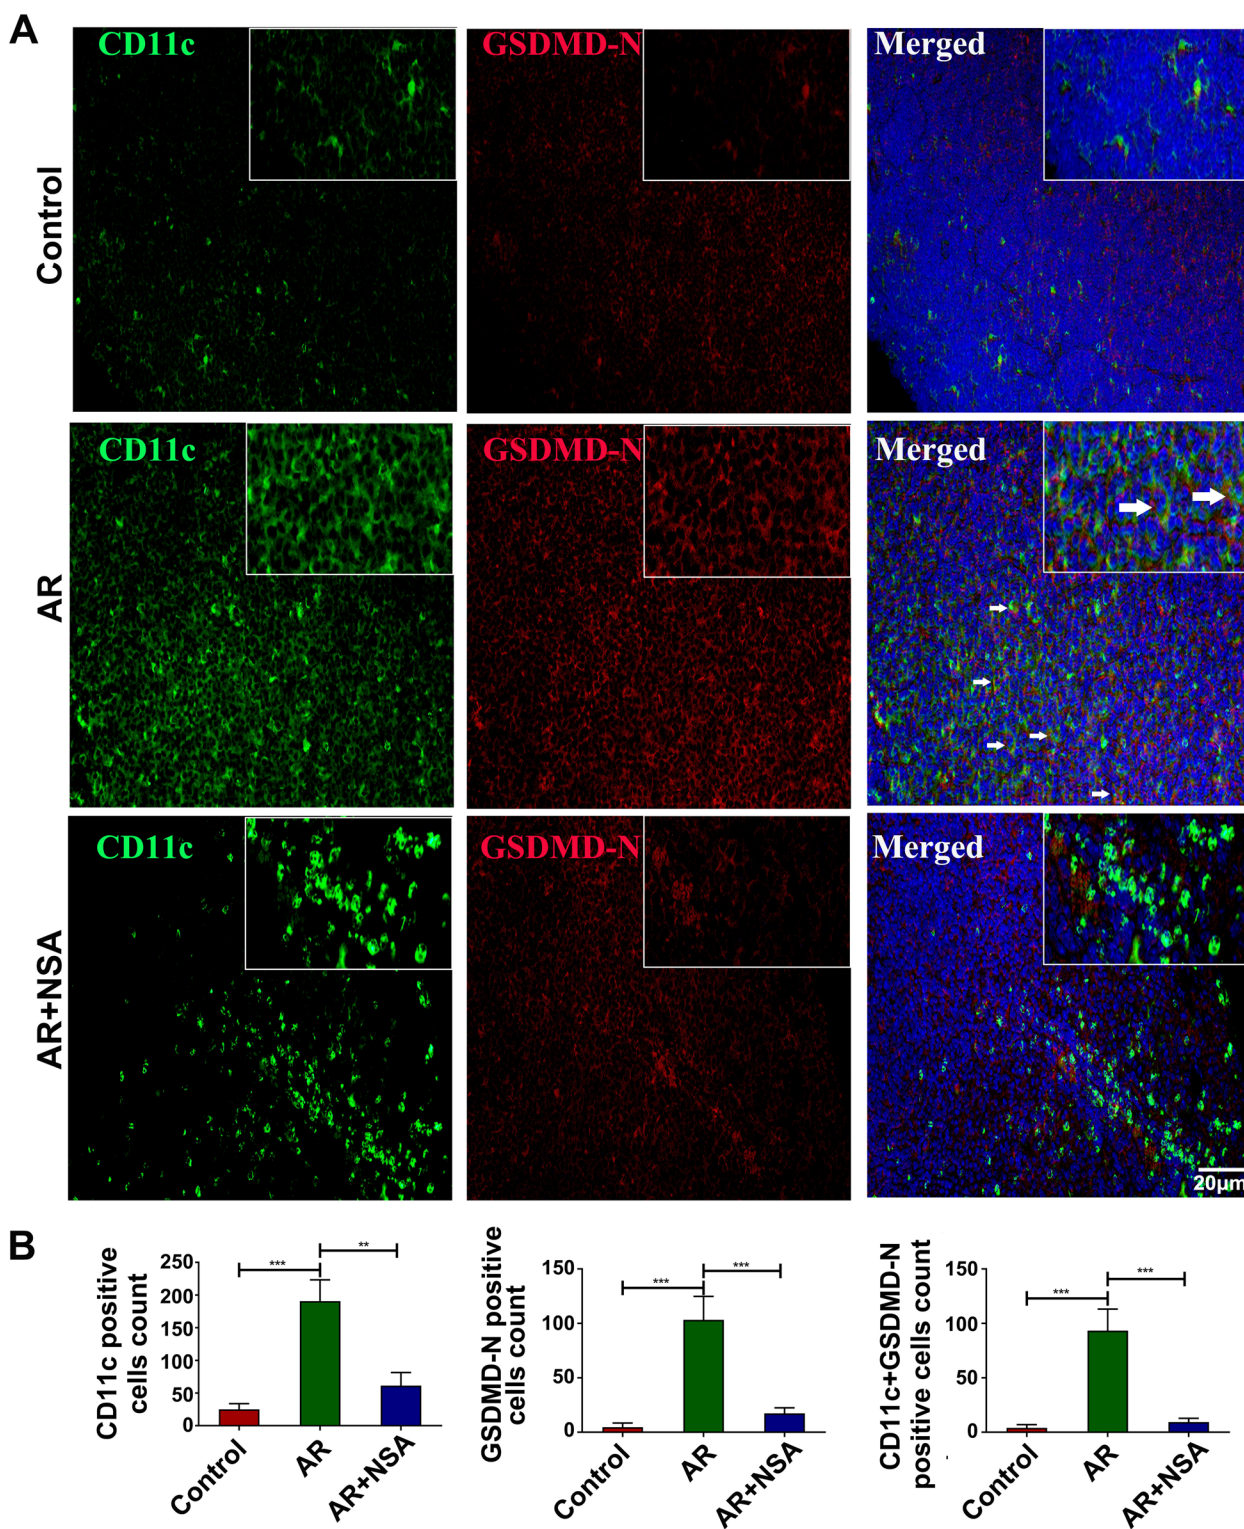 A
CD11c
GSDMD-N
Merged
Control
CD11c
GSDMD-N
Merged
AR
CD11c
GSDMD-N
Merged
AR+NSA
20μm
B
CD11c positive
cells count
250
200
150
100
50
0
***
**
Control
AR
AR+NSA
GSDMD-N positive
cells count
150
100
50
0
***
***
Control
AR
AR+NSA
CD11c+GSDMD-N
positive cells count
150
100
50
0
***
***
Control
AR
AR+NSA